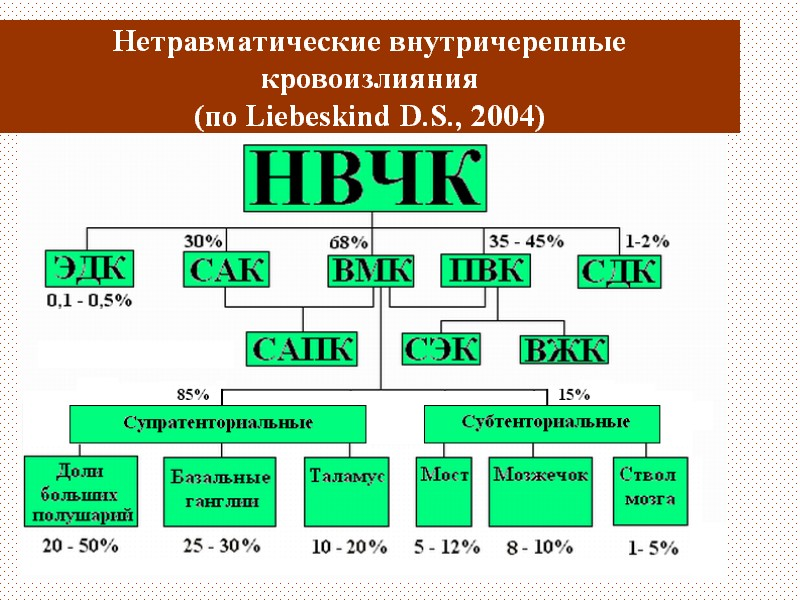 Нетравматические внутричерепные
кровоизлияния
(по Liebeskind D.S., 2004)
НВЧК
30%
68%
35 - 45%
1-2%
ЭДК
САК
ВМК
ПВК
СДК
0,1 - 0,5%
САПК
СЭК
ВЖК
85%
15%
Супратенториальные
Субтенториальные
Доли
больших
полушарий
Базальные
ганглии
Таламус
Мост
Мозжечок
Ствол
мозга
20 - 50%
25 - 30%
10 - 20%
5 - 12%
8 - 10%
1- 5%